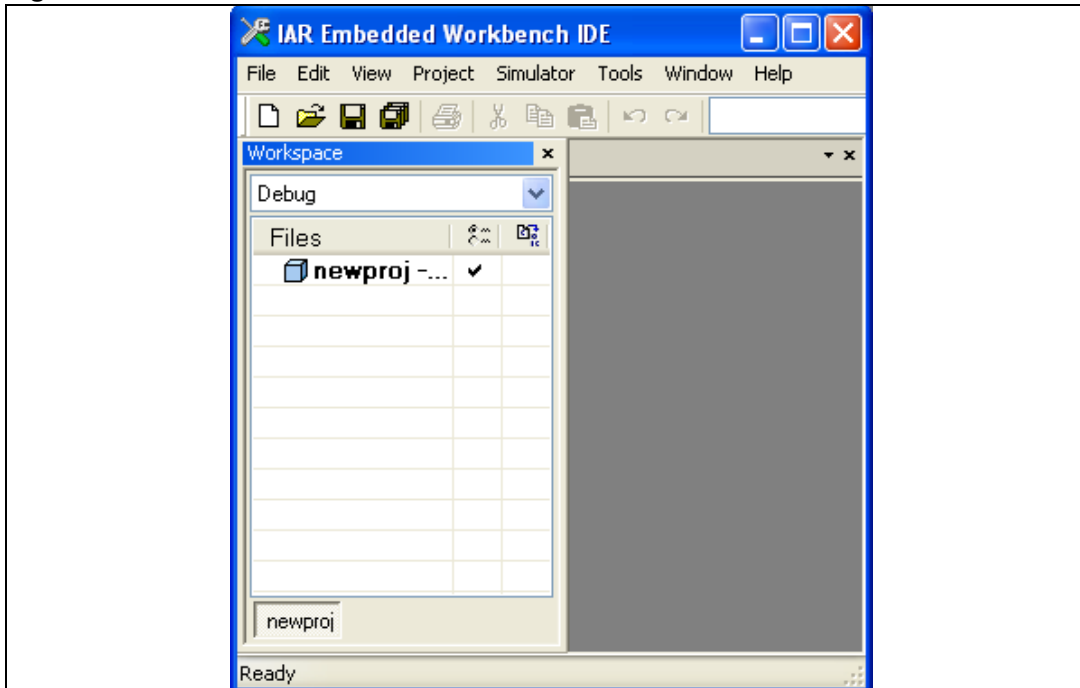 IAR Embedded Workbench IDE
File Edit View Project Simulator Tools Window Help
Workspace
Debug
Files
newproj -...
newproj
Ready